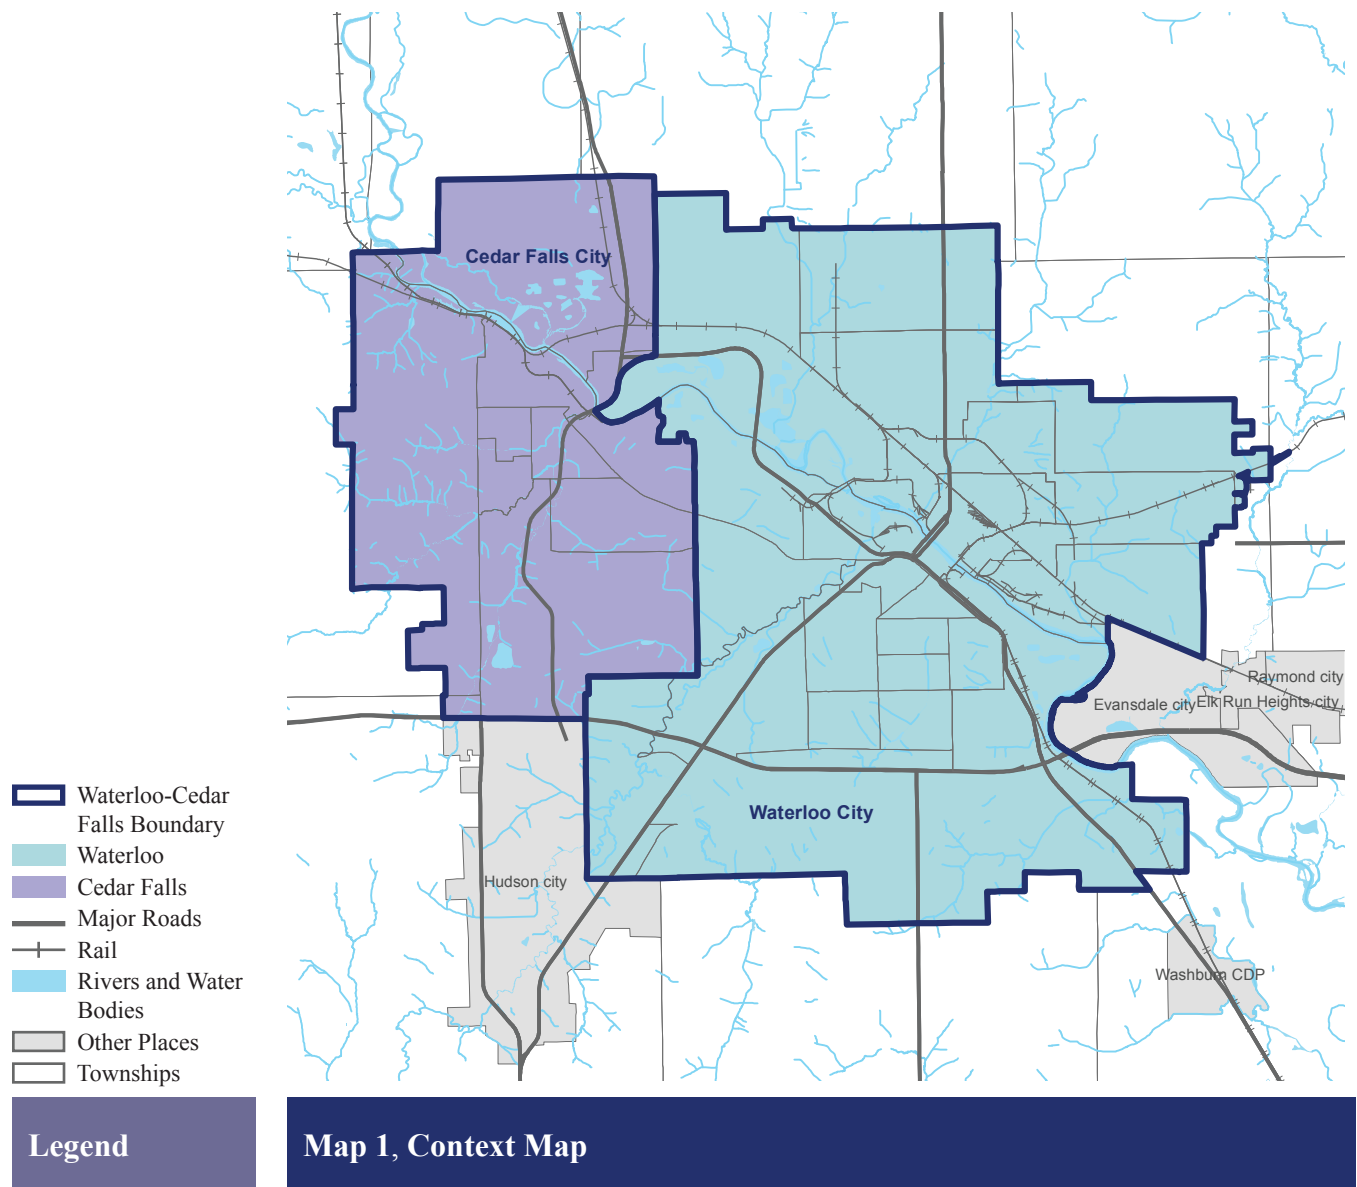 Cedar Falls City
Raymond city
Evansdale city
Elk Run Heights city
Waterloo City
Hudson city
Washburn CDP
Waterloo-Cedar
Falls Boundary
Waterloo
Cedar Falls
Major Roads
Rail
Rivers and Water
Bodies
Other Places
Townships
Legend
Map 1, Context Map